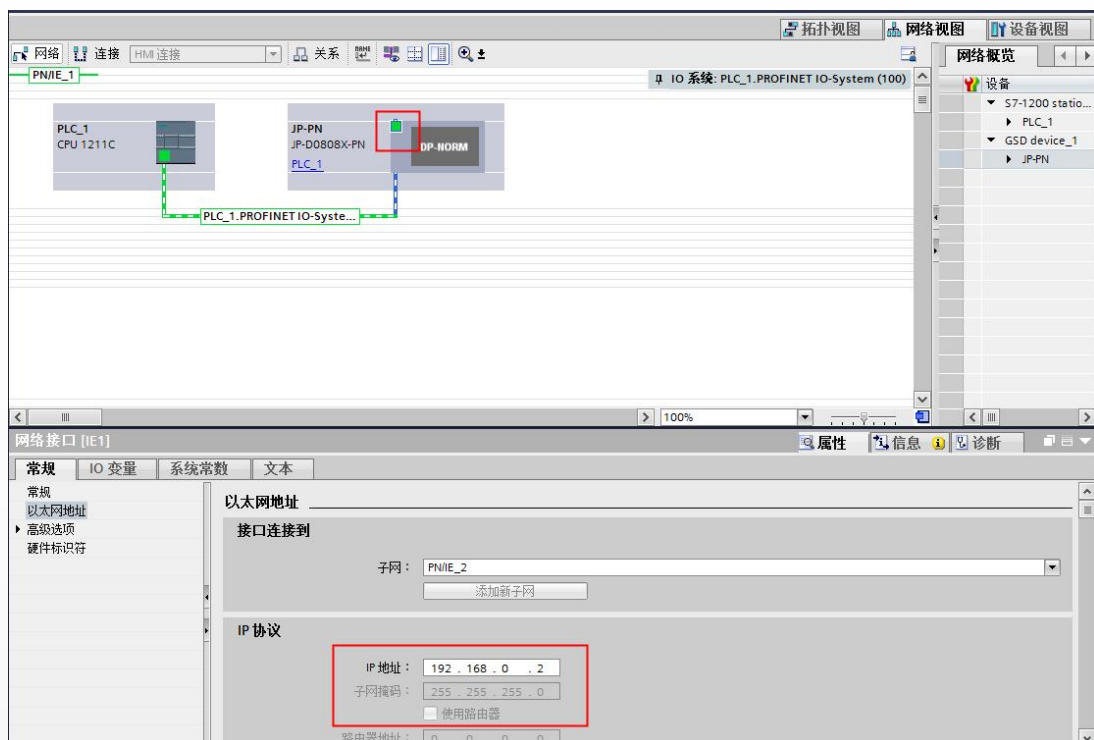 拓扑视图 网络视图 设备视图
网络 连接 HMI 连接 关系
网络概览
PN/IE_1
IO 系统: PLC_1.PROFINET IO-System (100)
设备
S7-1200 statio...
PLC_1
GSD device_1
JP-PN
PLC_1
CPU 1211C
JP-PN
JP-D0808X-PN
PLC_1
DP-NORM
PLC_1.PROFINET IO-Syste...
100%
网络接口 [IE1]
属性 信息 诊断
常规 IO 变量 系统常数 文本
常规
以太网地址
高级选项
硬件标识符
以太网地址
接口连接到
子网： PN/IE_2
添加新子网
IP 协议
IP 地址： 192 . 168 . 0 . 2
子网掩码： 255 . 255 . 255 . 0
使用路由器
路由器地址： 0 . 0 . 0 . 0